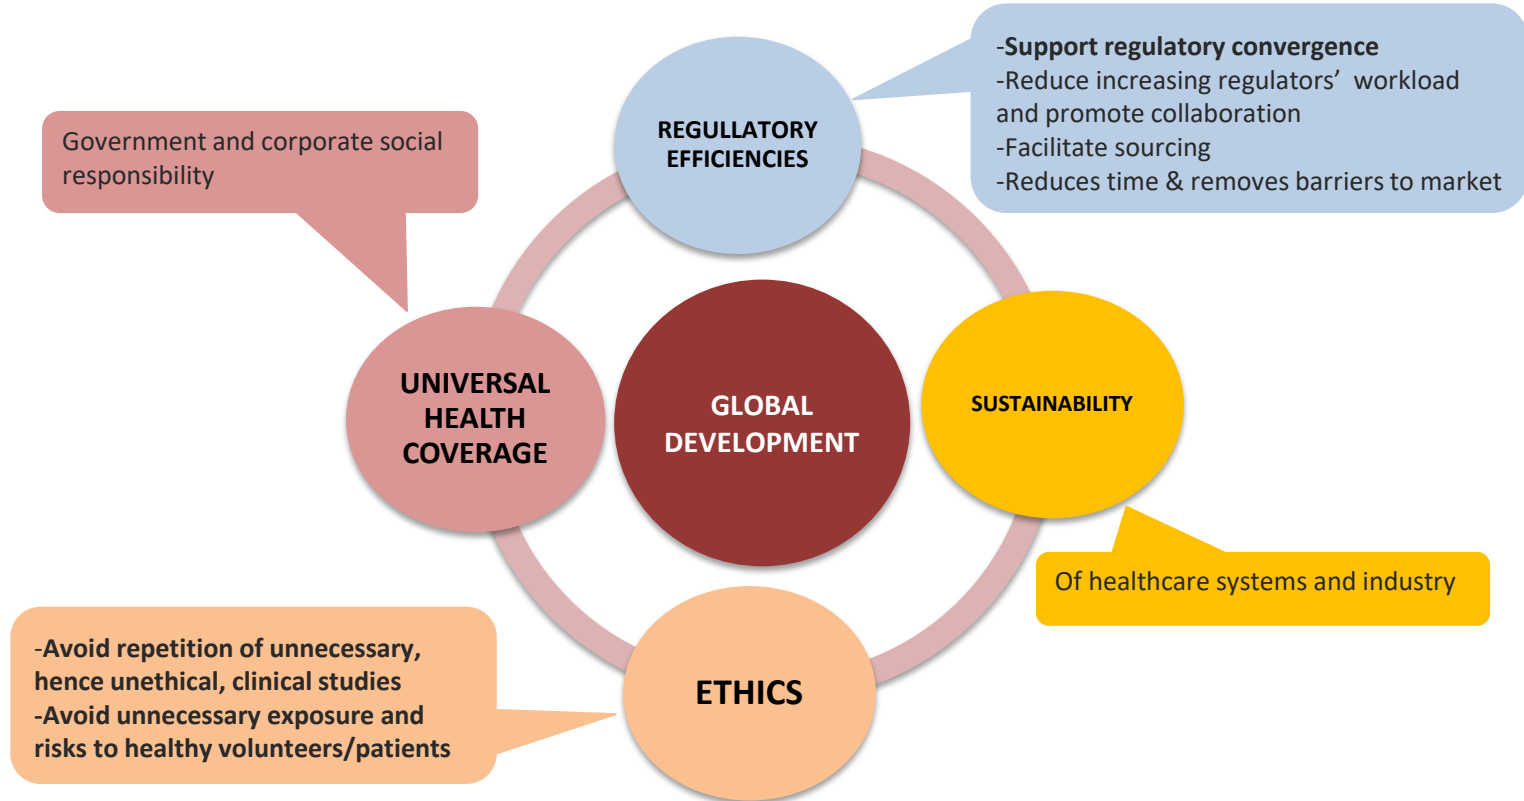 REGULLATORY
EFFICIENCIES
-Support regulatory convergence
-Reduce increasing regulators’ workload
and promote collaboration
-Facilitate sourcing
-Reduces time & removes barriers to market
Government and corporate social
responsibility
UNIVERSAL
HEALTH
COVERAGE
GLOBAL
DEVELOPMENT
SUSTAINABILITY
Of healthcare systems and industry
-Avoid repetition of unnecessary,
hence unethical, clinical studies
-Avoid unnecessary exposure and
risks to healthy volunteers/patients
ETHICS